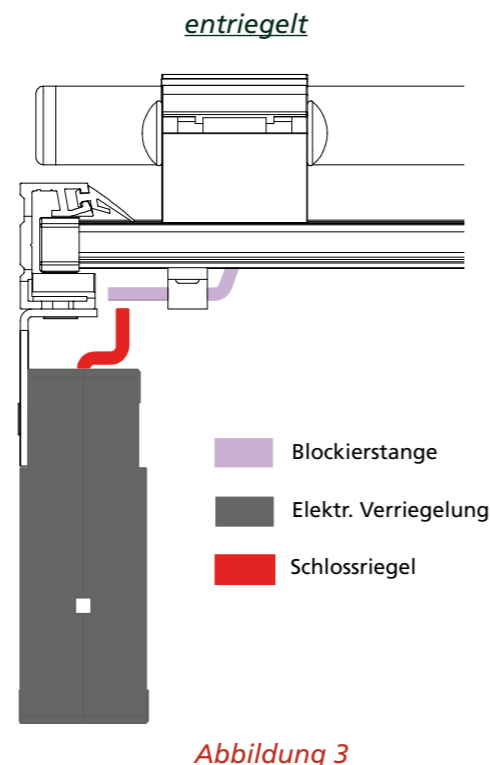 entriegelt
Blockierstange
Elektr. Verriegelung
Schlossriegel
Abbildung 3